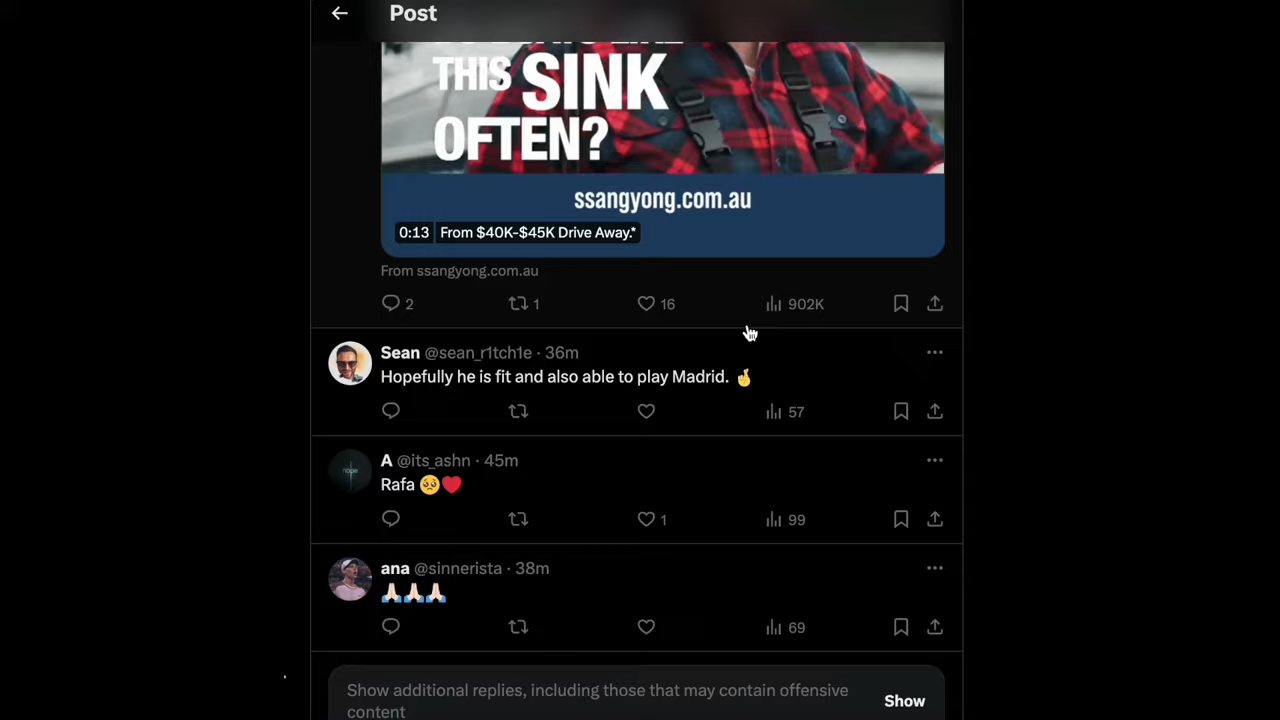 Post
THIS SINK
OFTEN?
ssangyong.com.au
0:13 From $40K-$45K Drive Away.*
From ssangyong.com.au
2 1 16 902K
Sean @sean_r1tch1e · 36m
Hopefully he is fit and also able to play Madrid. 🤞
57
nope
A @its_ashn · 45m
Rafa 🥺❤️
1 99
ana @sinnerista · 38m
🙏🏻🙏🏻🙏🏻
69
Show additional replies, including those that may contain offensive
content
Show